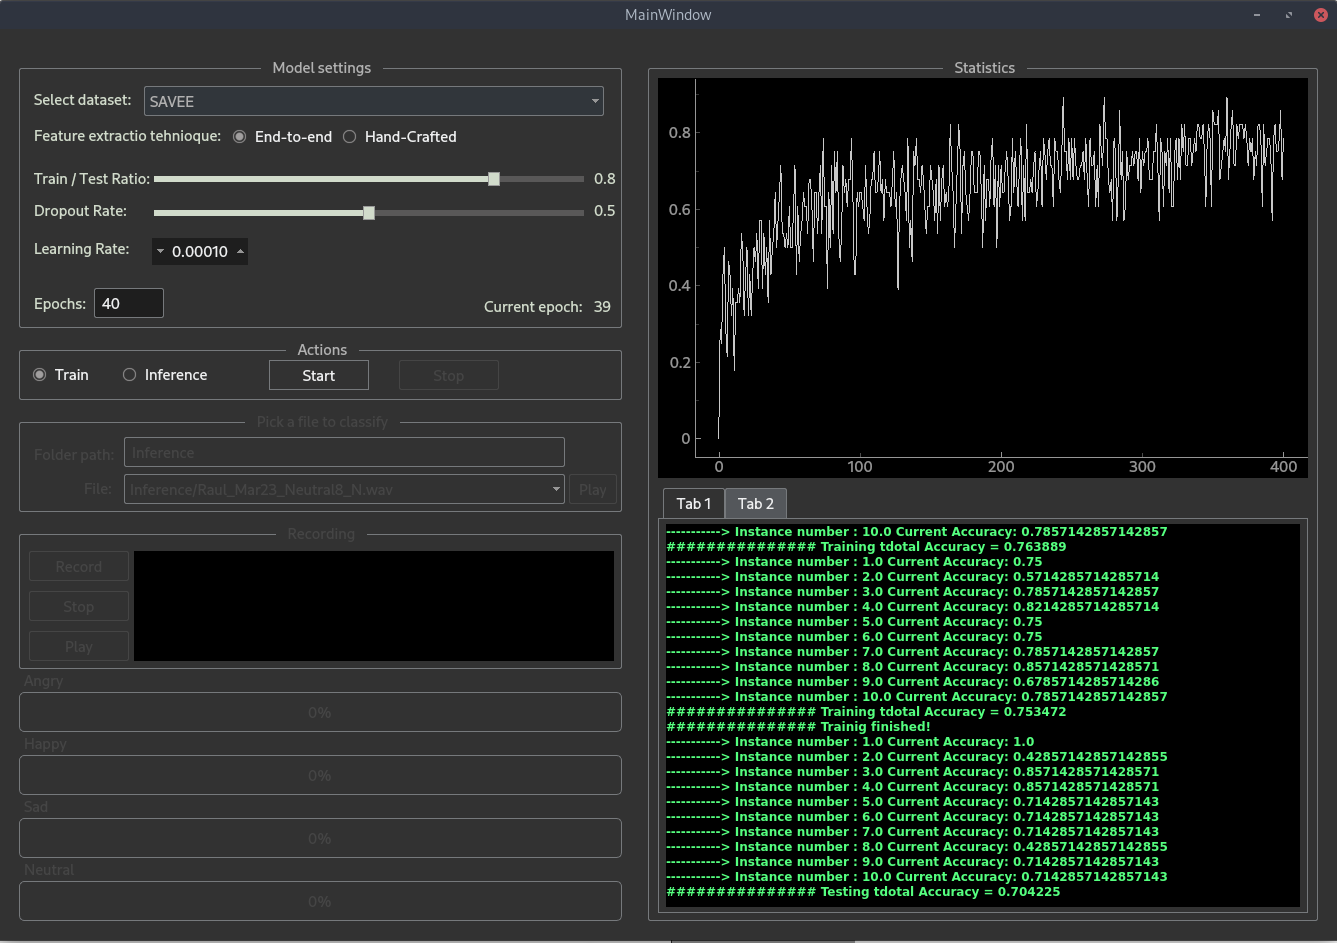 MainWindow
Model settings
Select dataset: SAVEE
Feature extractio tehnioque: End-to-end Hand-Crafted
Train / Test Ratio: 0.8
Dropout Rate: 0.5
Learning Rate: 0.00010
Epochs: 40 Current epoch: 39
Actions
Train Inference Start Stop
Pick a file to classify
Folder path: Inference
File: Inference/Raul_Mar23_Neutral8_N.wav Play
Recording
Record
Stop
Play
Angry
0%
Happy
0%
Sad
0%
Neutral
0%
Statistics
0.8
0.6
0.4
0.2
0
0 100 200 300 400
Tab 1 Tab 2
----------> Instance number : 10.0 Current Accuracy: 0.7857142857142857
############### Training tdotal Accuracy = 0.763889
----------> Instance number : 1.0 Current Accuracy: 0.75
----------> Instance number : 2.0 Current Accuracy: 0.5714285714285714
----------> Instance number : 3.0 Current Accuracy: 0.7857142857142857
----------> Instance number : 4.0 Current Accuracy: 0.8214285714285714
----------> Instance number : 5.0 Current Accuracy: 0.75
----------> Instance number : 6.0 Current Accuracy: 0.75
----------> Instance number : 7.0 Current Accuracy: 0.7857142857142857
----------> Instance number : 8.0 Current Accuracy: 0.8571428571428571
----------> Instance number : 9.0 Current Accuracy: 0.6785714285714286
----------> Instance number : 10.0 Current Accuracy: 0.7857142857142857
############### Training tdotal Accuracy = 0.753472
############### Trainig finished!
----------> Instance number : 1.0 Current Accuracy: 1.0
----------> Instance number : 2.0 Current Accuracy: 0.42857142857142855
----------> Instance number : 3.0 Current Accuracy: 0.8571428571428571
----------> Instance number : 4.0 Current Accuracy: 0.8571428571428571
----------> Instance number : 5.0 Current Accuracy: 0.7142857142857143
----------> Instance number : 6.0 Current Accuracy: 0.7142857142857143
----------> Instance number : 7.0 Current Accuracy: 0.7142857142857143
----------> Instance number : 8.0 Current Accuracy: 0.42857142857142855
----------> Instance number : 9.0 Current Accuracy: 0.7142857142857143
----------> Instance number : 10.0 Current Accuracy: 0.7142857142857143
############### Testing tdotal Accuracy = 0.704225